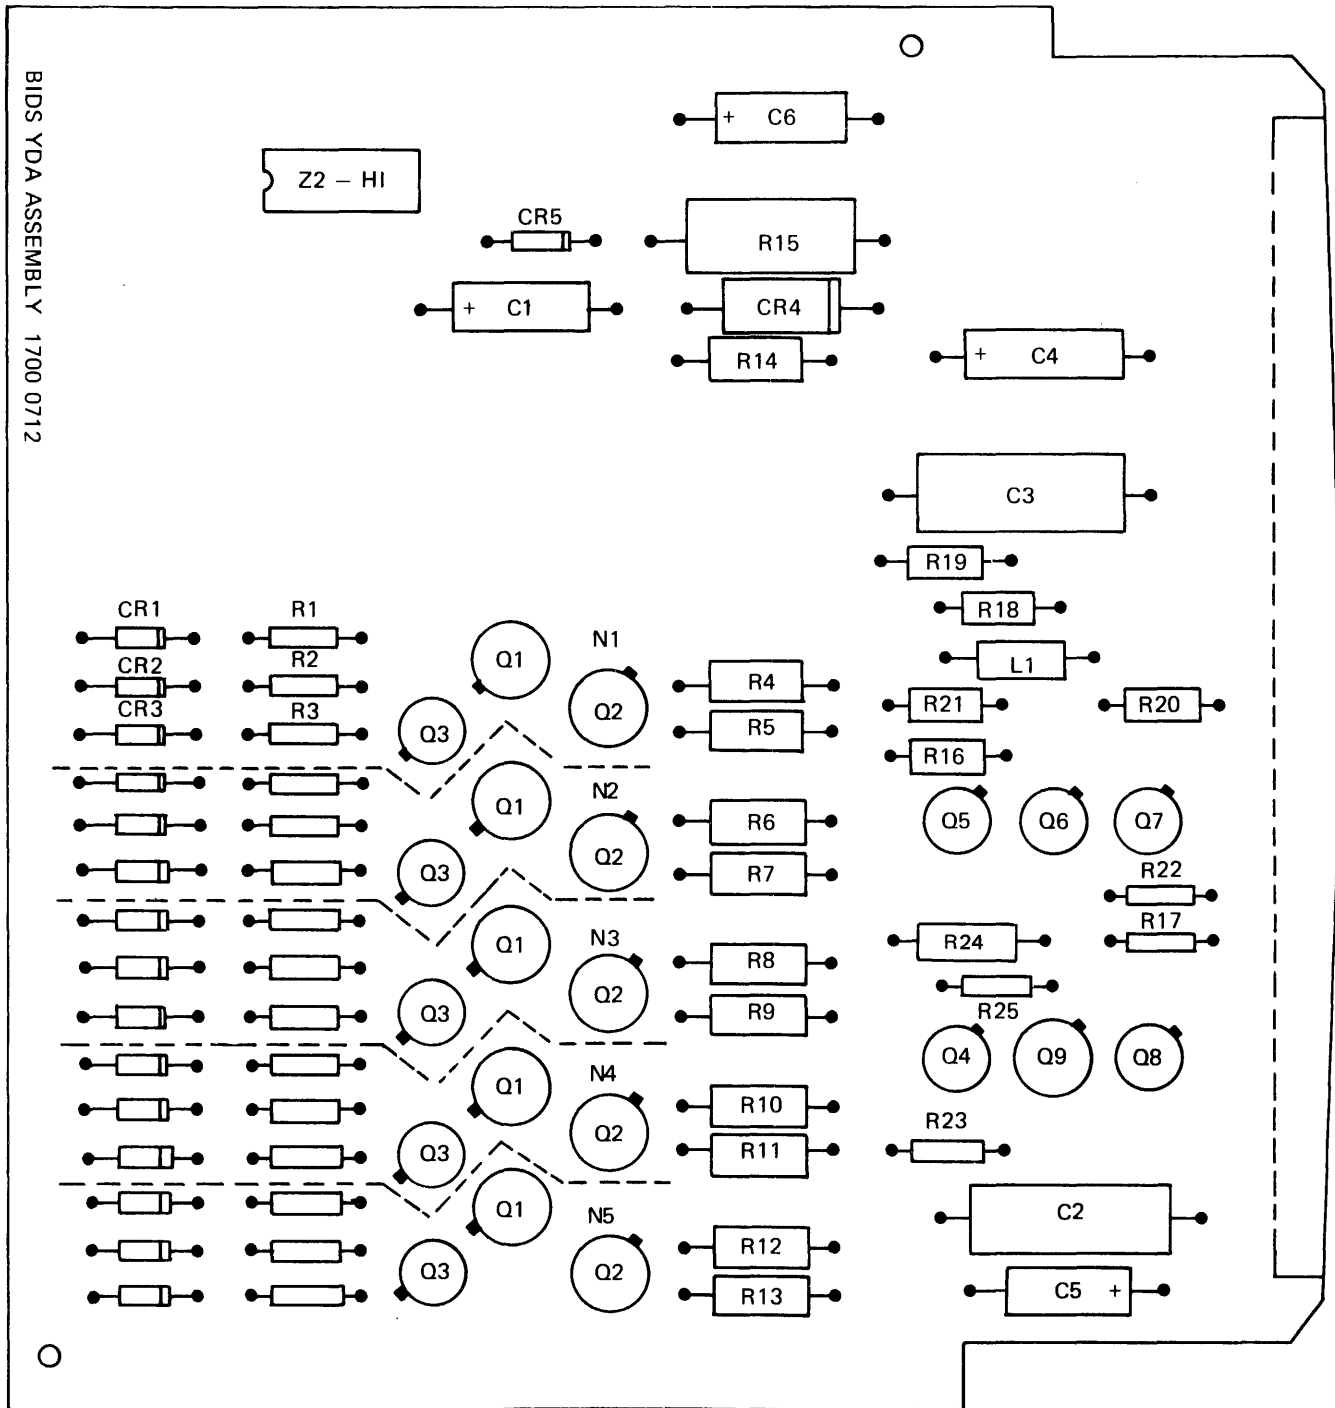 BIDS YDA ASSEMBLY 1700 0712
+ C6
Z2 – HI
CR5
R15
+ C1
CR4
R14
+ C4
C3
R19
R18
CR1
R1
Q1
N1
L1
CR2
R2
R4
CR3
R3
Q3
Q2
R5
R21
R20
R16
Q1
N2
R6
Q5
Q6
Q7
Q3
Q2
R7
R22
R17
Q1
N3
R8
R24
Q3
Q2
R9
R25
Q1
N4
Q4
Q9
Q8
R10
Q3
Q2
R11
R23
Q1
N5
C2
Q3
Q2
R12
R13
C5 +